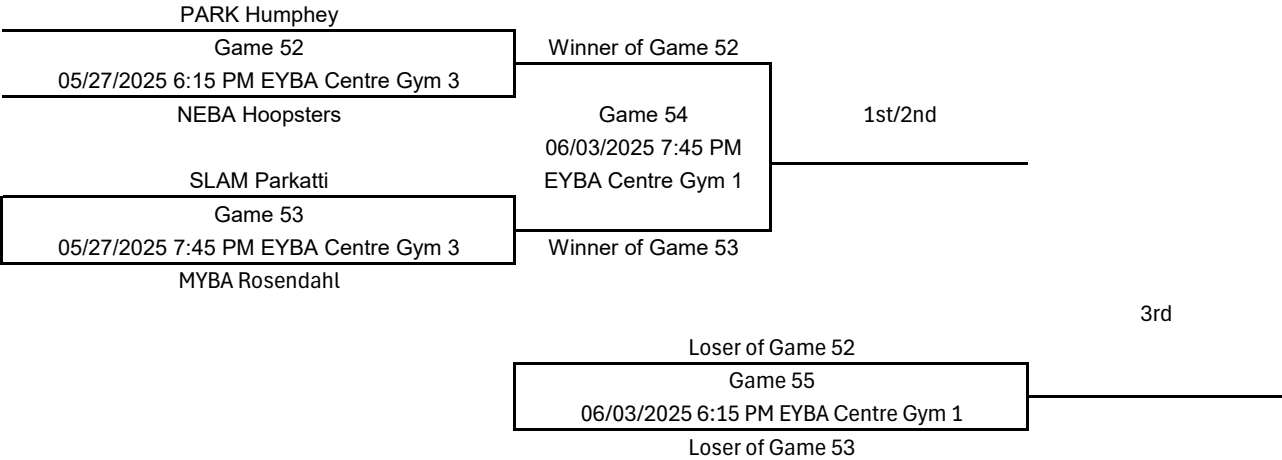 PARK Humphey
Game 52
05/27/2025 6:15 PM EYBA Centre Gym 3
NEBA Hoopsters
Winner of Game 52
Game 54
06/03/2025 7:45 PM
EYBA Centre Gym 1
1st/2nd
SLAM Parkatti
Game 53
05/27/2025 7:45 PM EYBA Centre Gym 3
MYBA Rosendahl
Winner of Game 53
3rd
Loser of Game 52
Game 55
06/03/2025 6:15 PM EYBA Centre Gym 1
Loser of Game 53